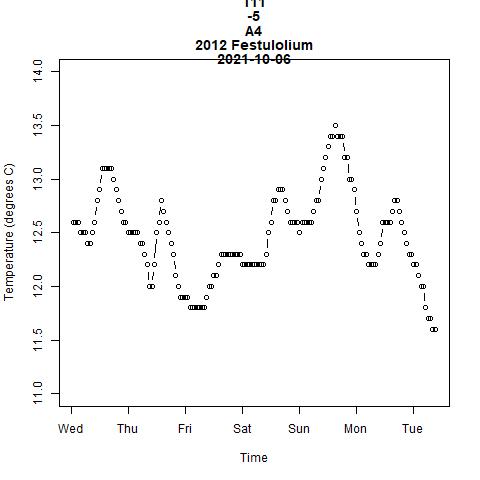 T11
-5
A4
2012 Festulolium
2021-10-06
Temperature (degrees C)
14.0
13.5
13.0
12.5
12.0
11.5
11.0
Wed Thu Fri Sat Sun Mon Tue
Time